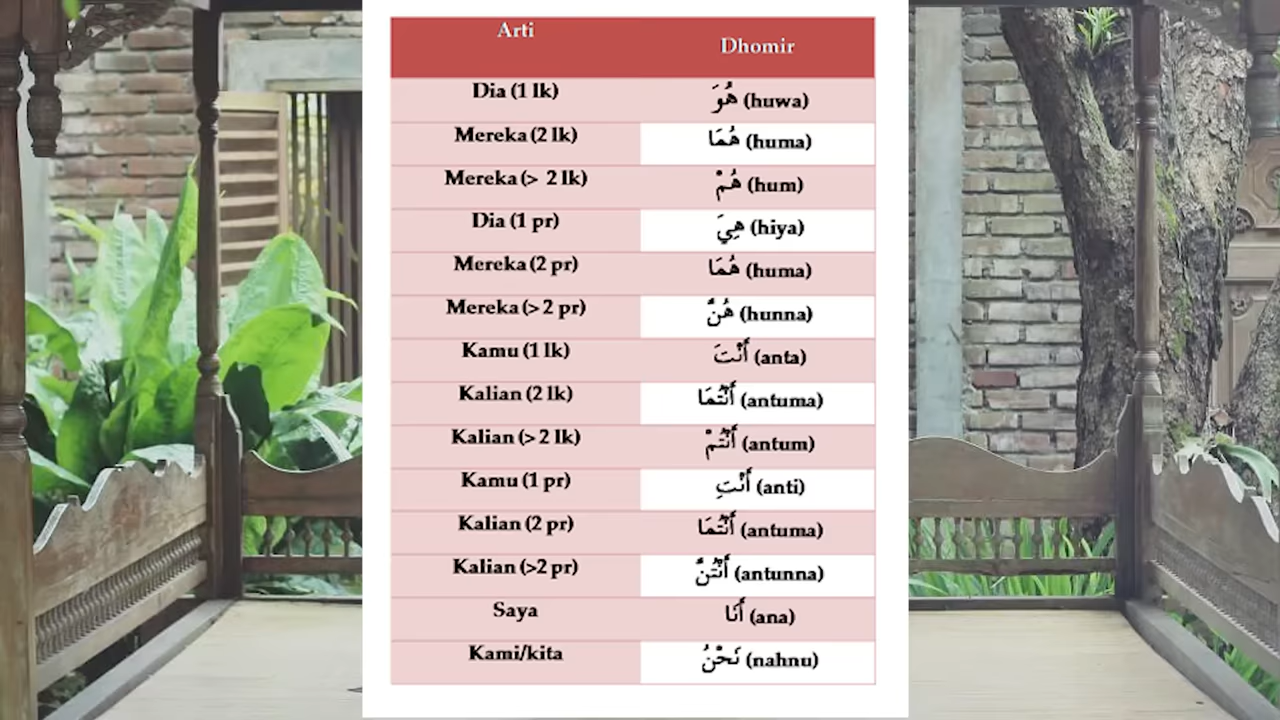 Arti Dhomir
Dia (1 lk) هُوَ (huwa)
Mereka (2 lk) هُمَا (huma)
Mereka (> 2 lk) هُمْ (hum)
Dia (1 pr) هِيَ (hiya)
Mereka (2 pr) هُمَا (huma)
Mereka (> 2 pr) هُنَّ (hunna)
Kamu (1 lk) أَنْتَ (anta)
Kalian (2 lk) أَنْتُمَا (antuma)
Kalian (> 2 lk) أَنْتُمْ (antum)
Kamu (1 pr) أَنْتِ (anti)
Kalian (2 pr) أَنْتُمَا (antuma)
Kalian (>2 pr) أَنْتُنَّ (antunna)
Saya أَنَا (ana)
Kami/kita نَحْنُ (nahnu)